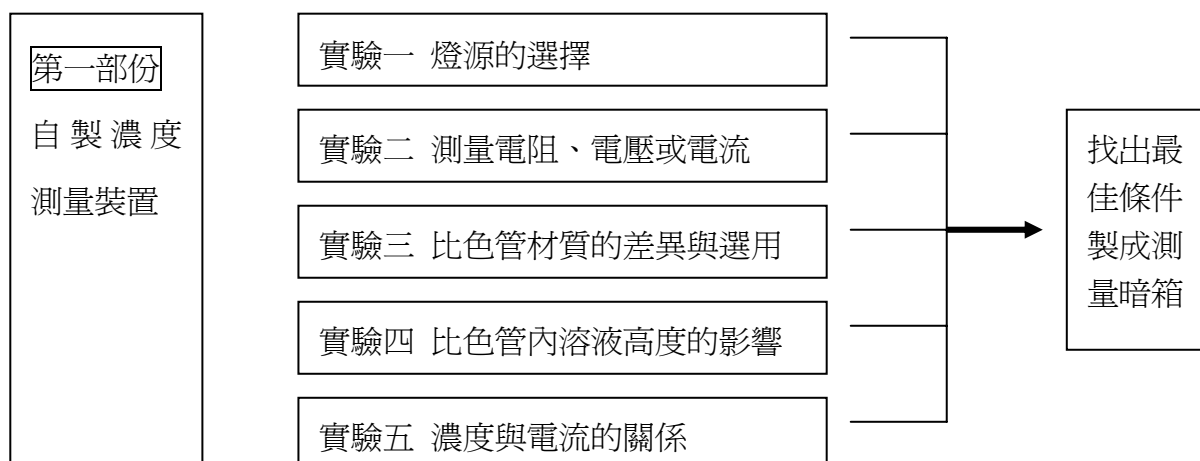 第一部份
自製濃度
測量裝置
實驗一 燈源的選擇
實驗二 測量電阻、電壓或電流
實驗三 比色管材質的差異與選用
實驗四 比色管內溶液高度的影響
實驗五 濃度與電流的關係
找出最
佳條件
製成測
量暗箱